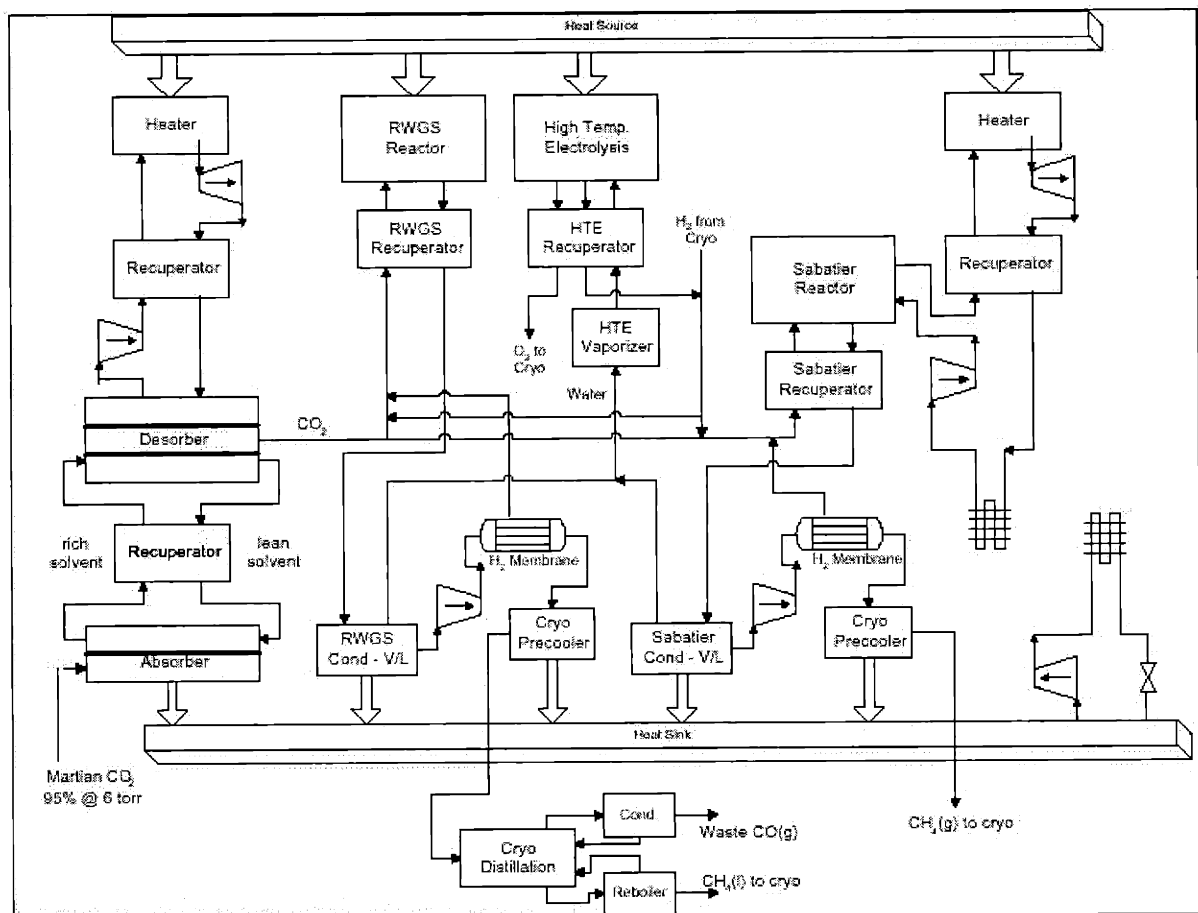 Heat Source
Heater
RWGS
Reactor
High Temp.
Electrolysis
Heater
RWGS
Recuperator
HTE
Recuperator
H₂ from
Cryo
Recuperator
Sabatier
Reactor
Recuperator
HTE
Vaporizer
O₂ to
Cryo
Sabatier
Recuperator
Water
CO₂
Desorber
rich
solvent
Recuperator
lean
solvent
H₂ Membrane
H₂ Membrane
Absorber
RWGS
Cond - V/L
Cryo
Precooler
Sabatier
Cond - V/L
Cryo
Precooler
Heat Sink
Martian CO₂
95% @ 6 torr
Cond.
Waste CO(g)
CH₄(g) to cryo
Cryo
Distillation
Reboiler
CH₄(l) to cryo